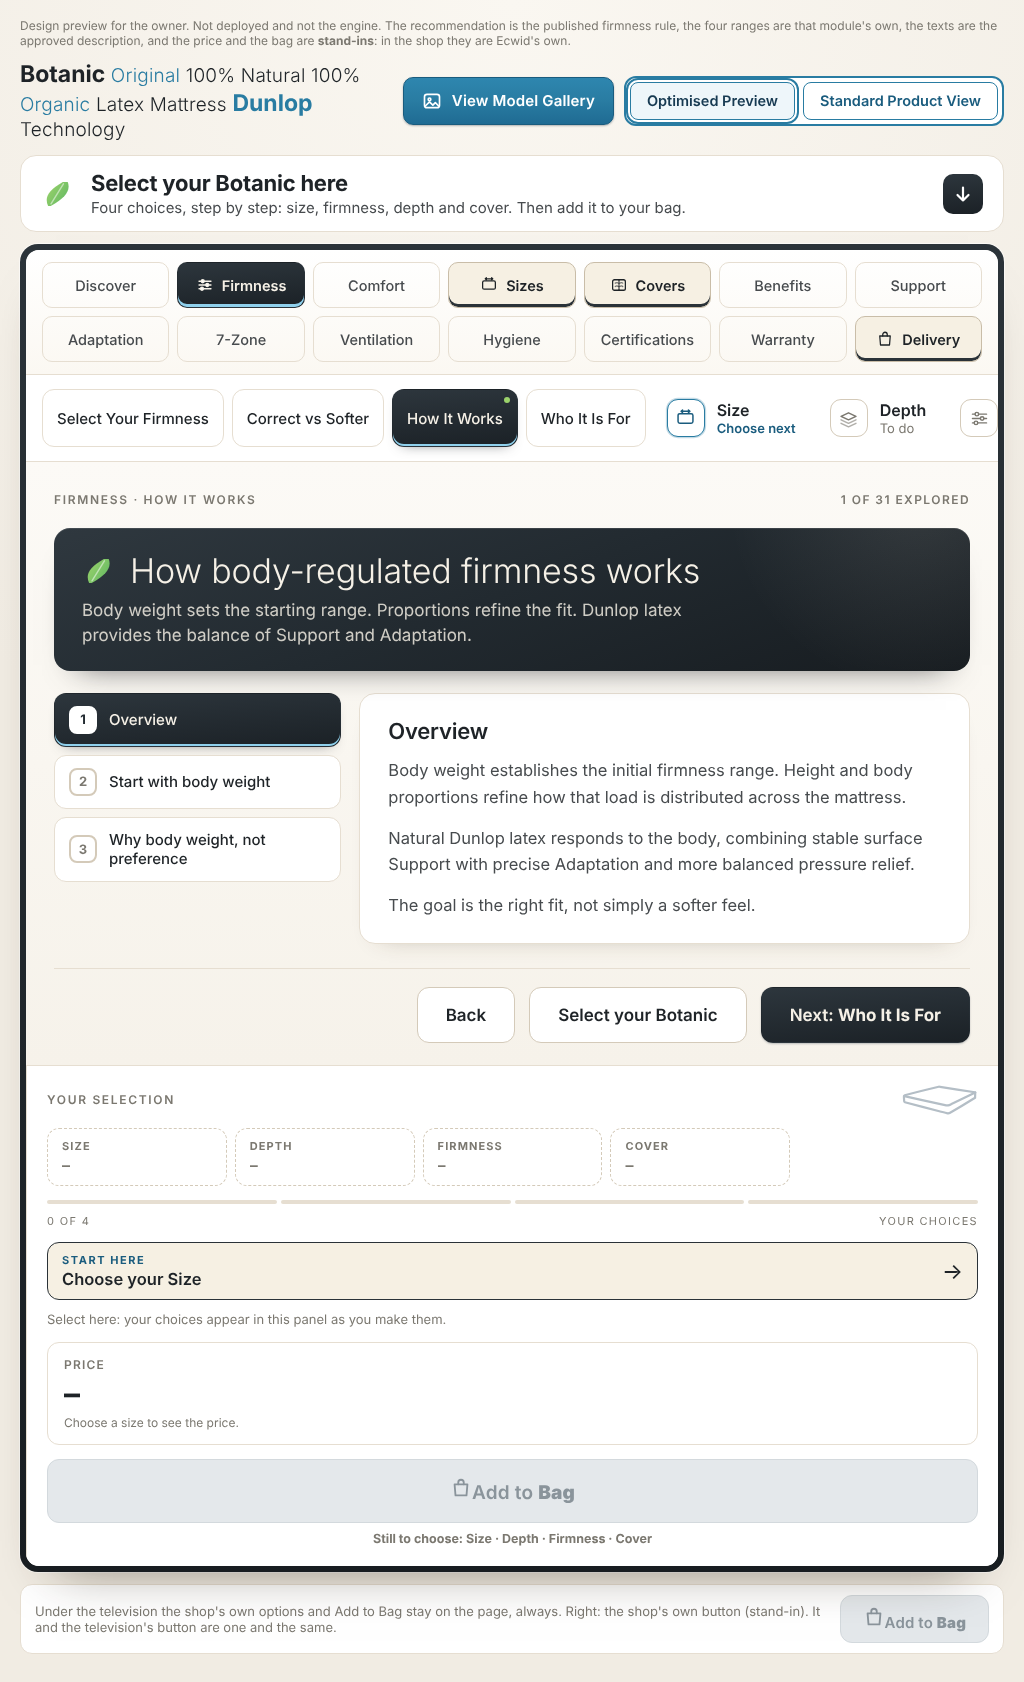 Design preview for the owner. Not deployed and not the engine. The recommendation is the published firmness rule, the four ranges are that module's own, the texts are the
approved description, and the price and the bag are stand-ins: in the shop they are Ecwid's own.
Botanic Original 100% Natural 100%
Organic Latex Mattress Dunlop
Technology
View Model Gallery
Optimised Preview
Standard Product View
Select your Botanic here
Four choices, step by step: size, firmness, depth and cover. Then add it to your bag.
Discover
Firmness
Comfort
Sizes
Covers
Benefits
Support
Adaptation
7-Zone
Ventilation
Hygiene
Certifications
Warranty
Delivery
Select Your Firmness
Correct vs Softer
How It Works
Who It Is For
Size
Choose next
Depth
To do
FIRMNESS · HOW IT WORKS
1 OF 31 EXPLORED
How body-regulated firmness works
Body weight sets the starting range. Proportions refine the fit. Dunlop latex
provides the balance of Support and Adaptation.
1 Overview
2 Start with body weight
3 Why body weight, not
preference
Overview
Body weight establishes the initial firmness range. Height and body
proportions refine how that load is distributed across the mattress.
Natural Dunlop latex responds to the body, combining stable surface
Support with precise Adaptation and more balanced pressure relief.
The goal is the right fit, not simply a softer feel.
Back
Select your Botanic
Next: Who It Is For
YOUR SELECTION
SIZE
–
DEPTH
–
FIRMNESS
–
COVER
–
0 OF 4
YOUR CHOICES
START HERE
Choose your Size
Select here: your choices appear in this panel as you make them.
PRICE
–
Choose a size to see the price.
Add to Bag
Still to choose: Size · Depth · Firmness · Cover
Under the television the shop's own options and Add to Bag stay on the page, always. Right: the shop's own button (stand-in). It
and the television's button are one and the same.
Add to Bag